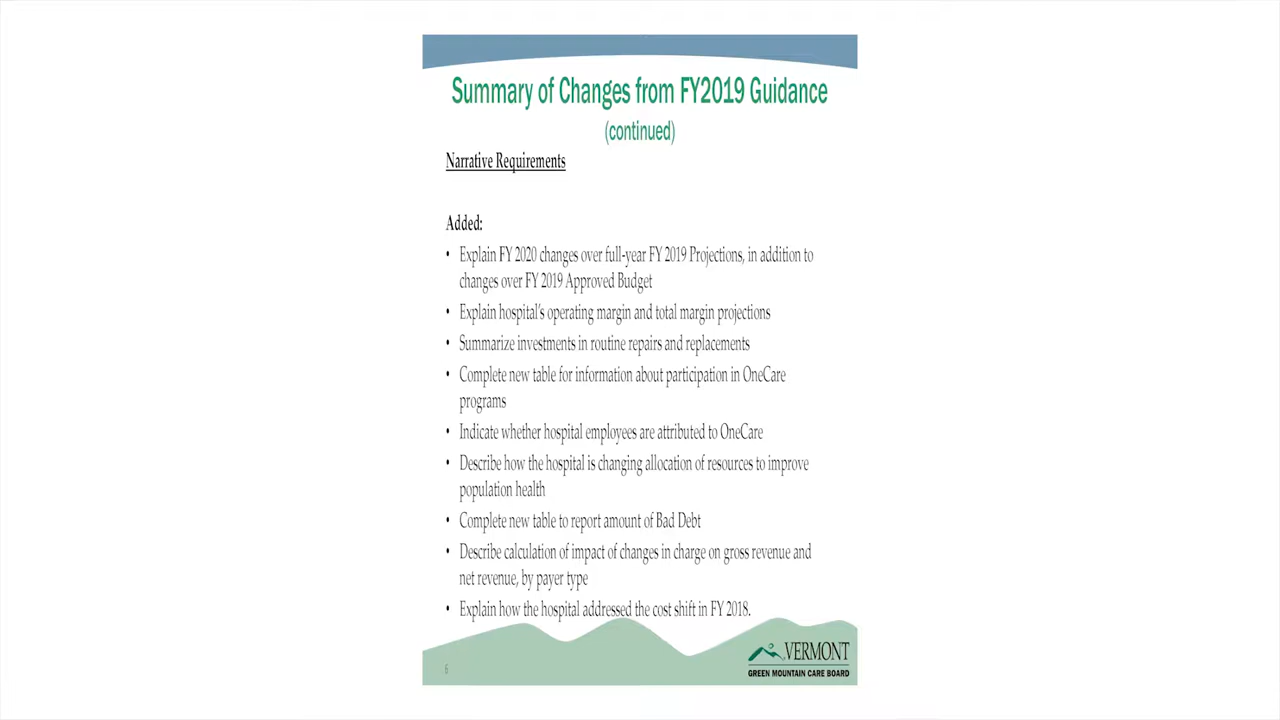 Summary of Changes from FY2019 Guidance
(continued)
Narrative Requirements
Added:
• Explain FY 2020 changes over full-year FY 2019 Projections, in addition to
changes over FY 2019 Approved Budget
• Explain hospital's operating margin and total margin projections
• Summarize investments in routine repairs and replacements
• Complete new table for information about participation in OneCare
programs
• Indicate whether hospital employees are attributed to OneCare
• Describe how the hospital is changing allocation of resources to improve
population health
• Complete new table to report amount of Bad Debt
• Describe calculation of impact of changes in charge on gross revenue and
net revenue, by payer type
• Explain how the hospital addressed the cost shift in FY 2018.
6
VERMONT
GREEN MOUNTAIN CARE BOARD